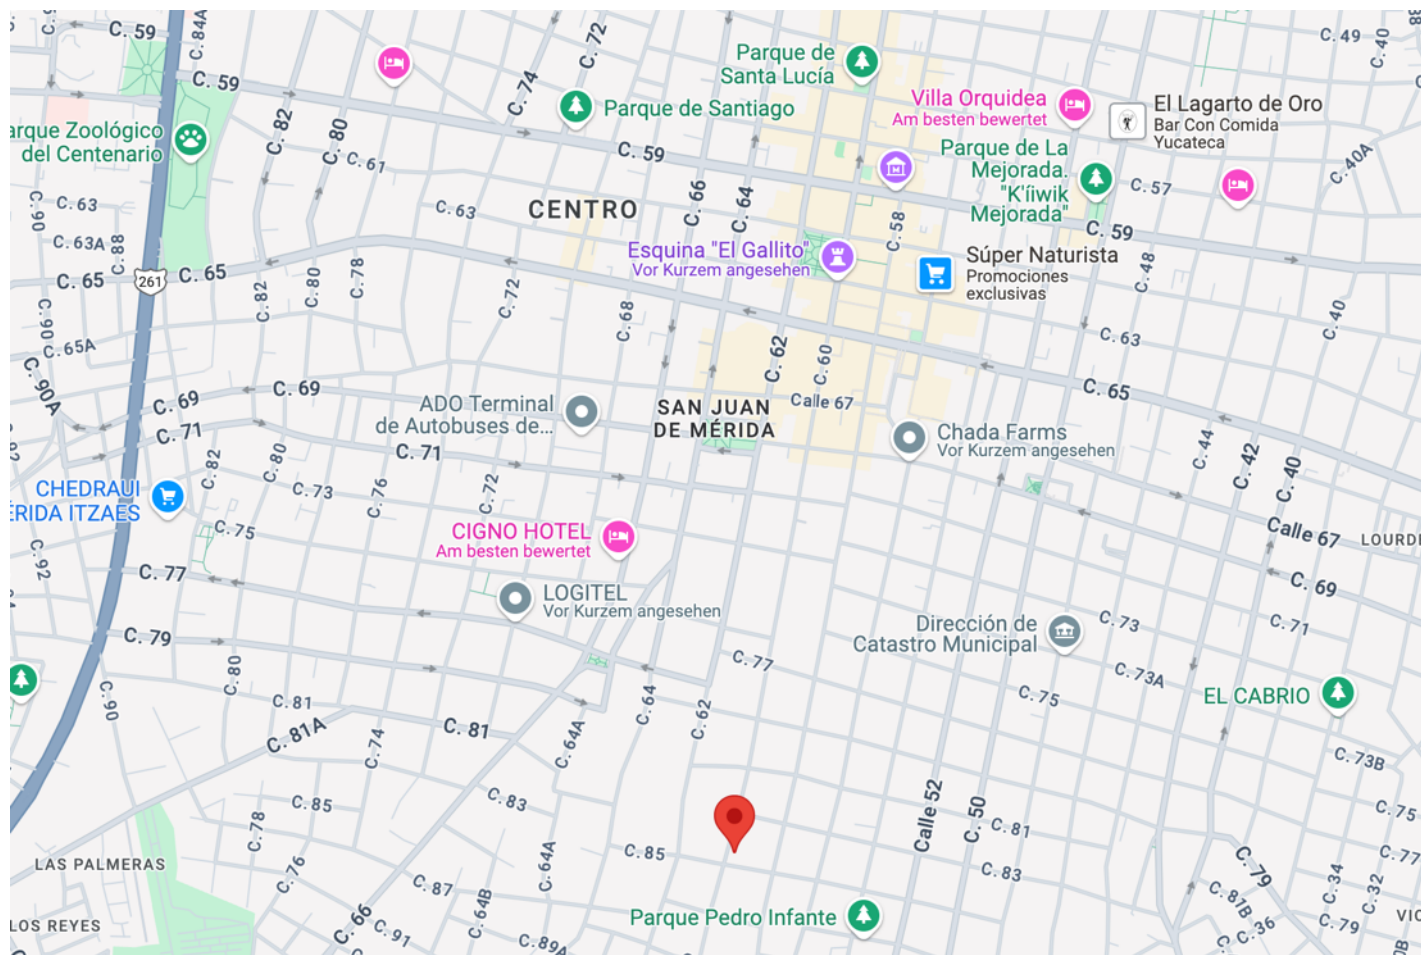 C. 59
C. 84A
C. 72
C. 49
C. 40
C. 59
C. 74
Parque de
Santa Lucía
Villa Orquidea
Am besten bewertet
El Lagarto de Oro
Bar Con Comida
Yucateca
Parque de Santiago
arque Zoológico
del Centenario
C. 82
C. 80
C. 61
C. 59
C. 66
C. 64
Parque de La
Mejorada.
"K'íiwik
Mejorada"
C. 57
C. 40A
C. 90
C. 63
C. 63
CENTRO
C. 58
C. 59
C. 63A
C. 88
Esquina "El Gallito"
Vor Kurzem angesehen
Súper Naturista
Promociones
exclusivas
C. 48
C. 65
C. 65
261
C. 82
C. 80
C. 78
C. 72
C. 68
C. 90
C. 63
C. 40
C. 65A
C. 62
C. 60
C. 90A
C. 69
C. 69
C. 65
Calle 67
ADO Terminal
de Autobuses de...
SAN JUAN
DE MÉRIDA
C. 71
C. 71
Chada Farms
Vor Kurzem angesehen
C. 44
C. 42
C. 40
C. 82
C. 80
C. 73
C. 76
C. 72
CHEDRAUI
ÉRIDA ITZAES
C. 75
CIGNO HOTEL
Am besten bewertet
Calle 67
LOURD
C. 92
C. 77
C. 69
LOGITEL
Vor Kurzem angesehen
C. 79
Dirección de
Catastro Municipal
C. 73
C. 71
C. 77
C. 73A
C. 75
C. 80
C. 90
C. 81
C. 64
C. 62
EL CABRIO
C. 81A
C. 74
C. 81
C. 64A
C. 73B
C. 85
C. 83
Calle 52
C. 50
C. 81
C. 75
C. 78
C. 76
C. 64A
C. 85
C. 83
C. 79
C. 77
LAS PALMERAS
C. 87
C. 64B
C. 34
C. 32
C. 81B
C. 36
C. 79
LOS REYES
C. 66
C. 91
C. 89A
Parque Pedro Infante
VIC